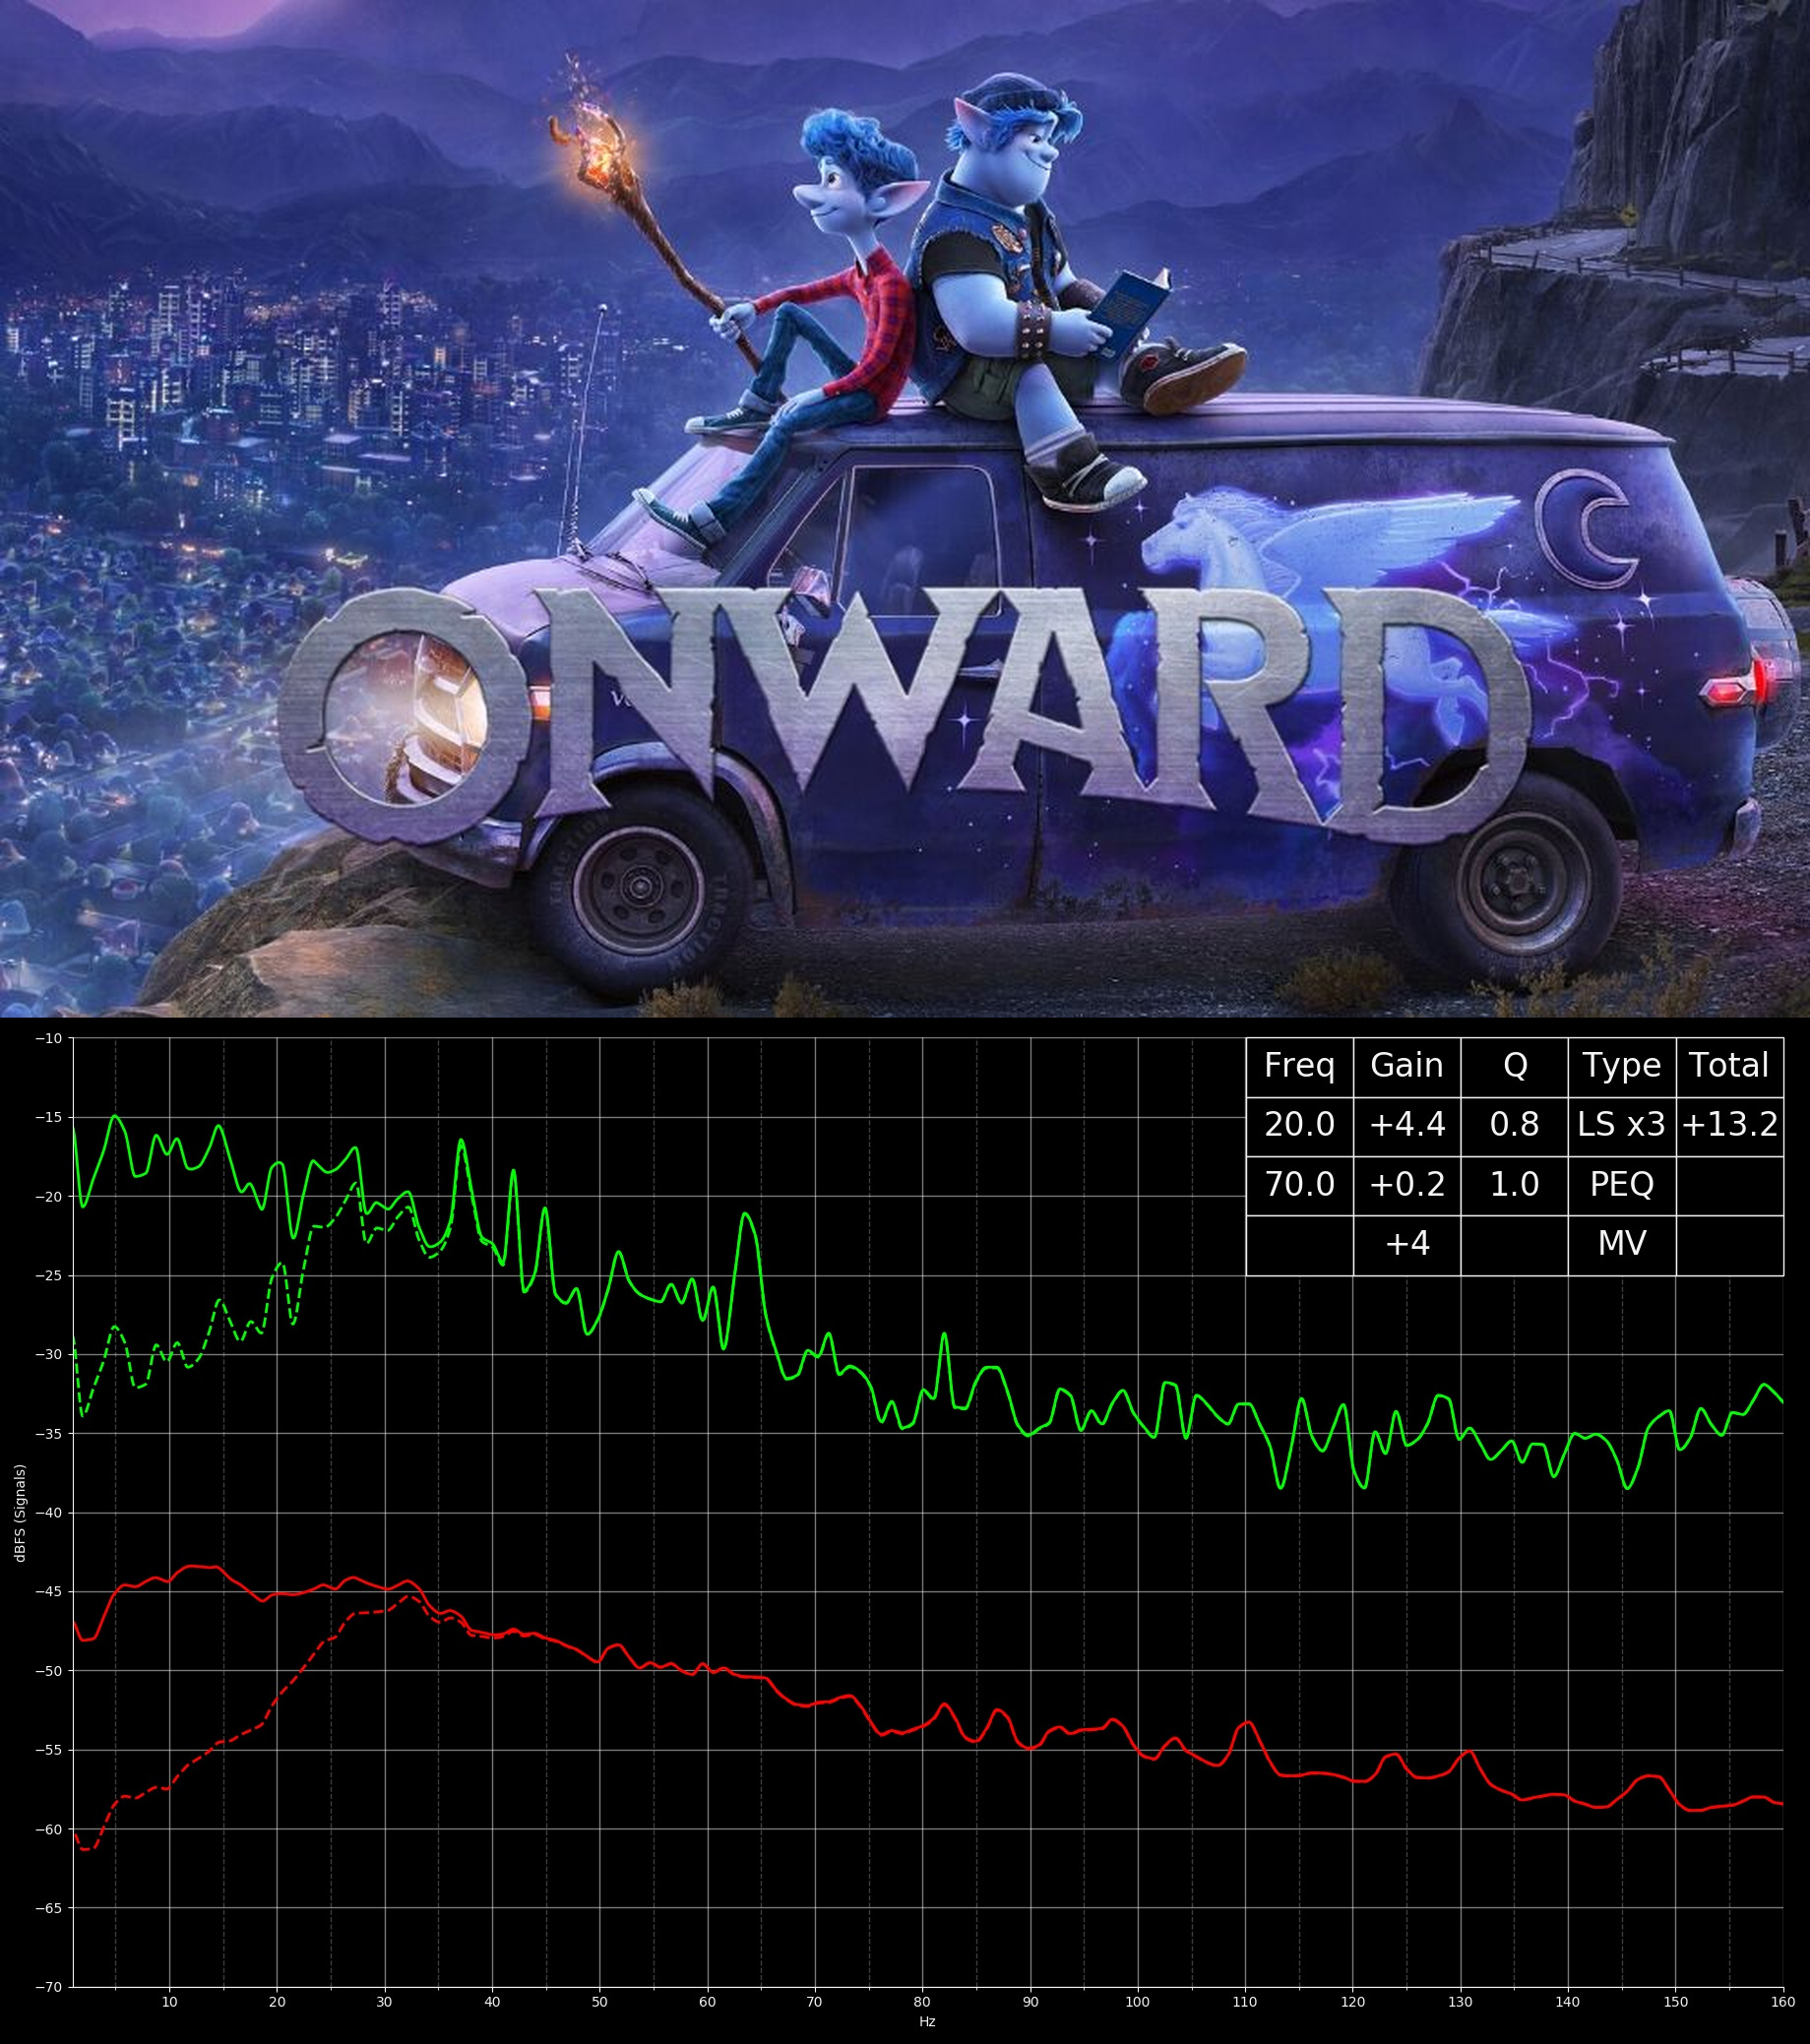 ONWARD
Freq Gain Q Type Total
20.0 +4.4 0.8 LS x3 +13.2
70.0 +0.2 1.0 PEQ
+4 MV
−10
−15
−20
−25
−30
−35
−40
−45
−50
−55
−60
−65
−70
dBFS (Signals)
10 20 30 40 50 60 70 80 90 100 110 120 130 140 150 160
Hz